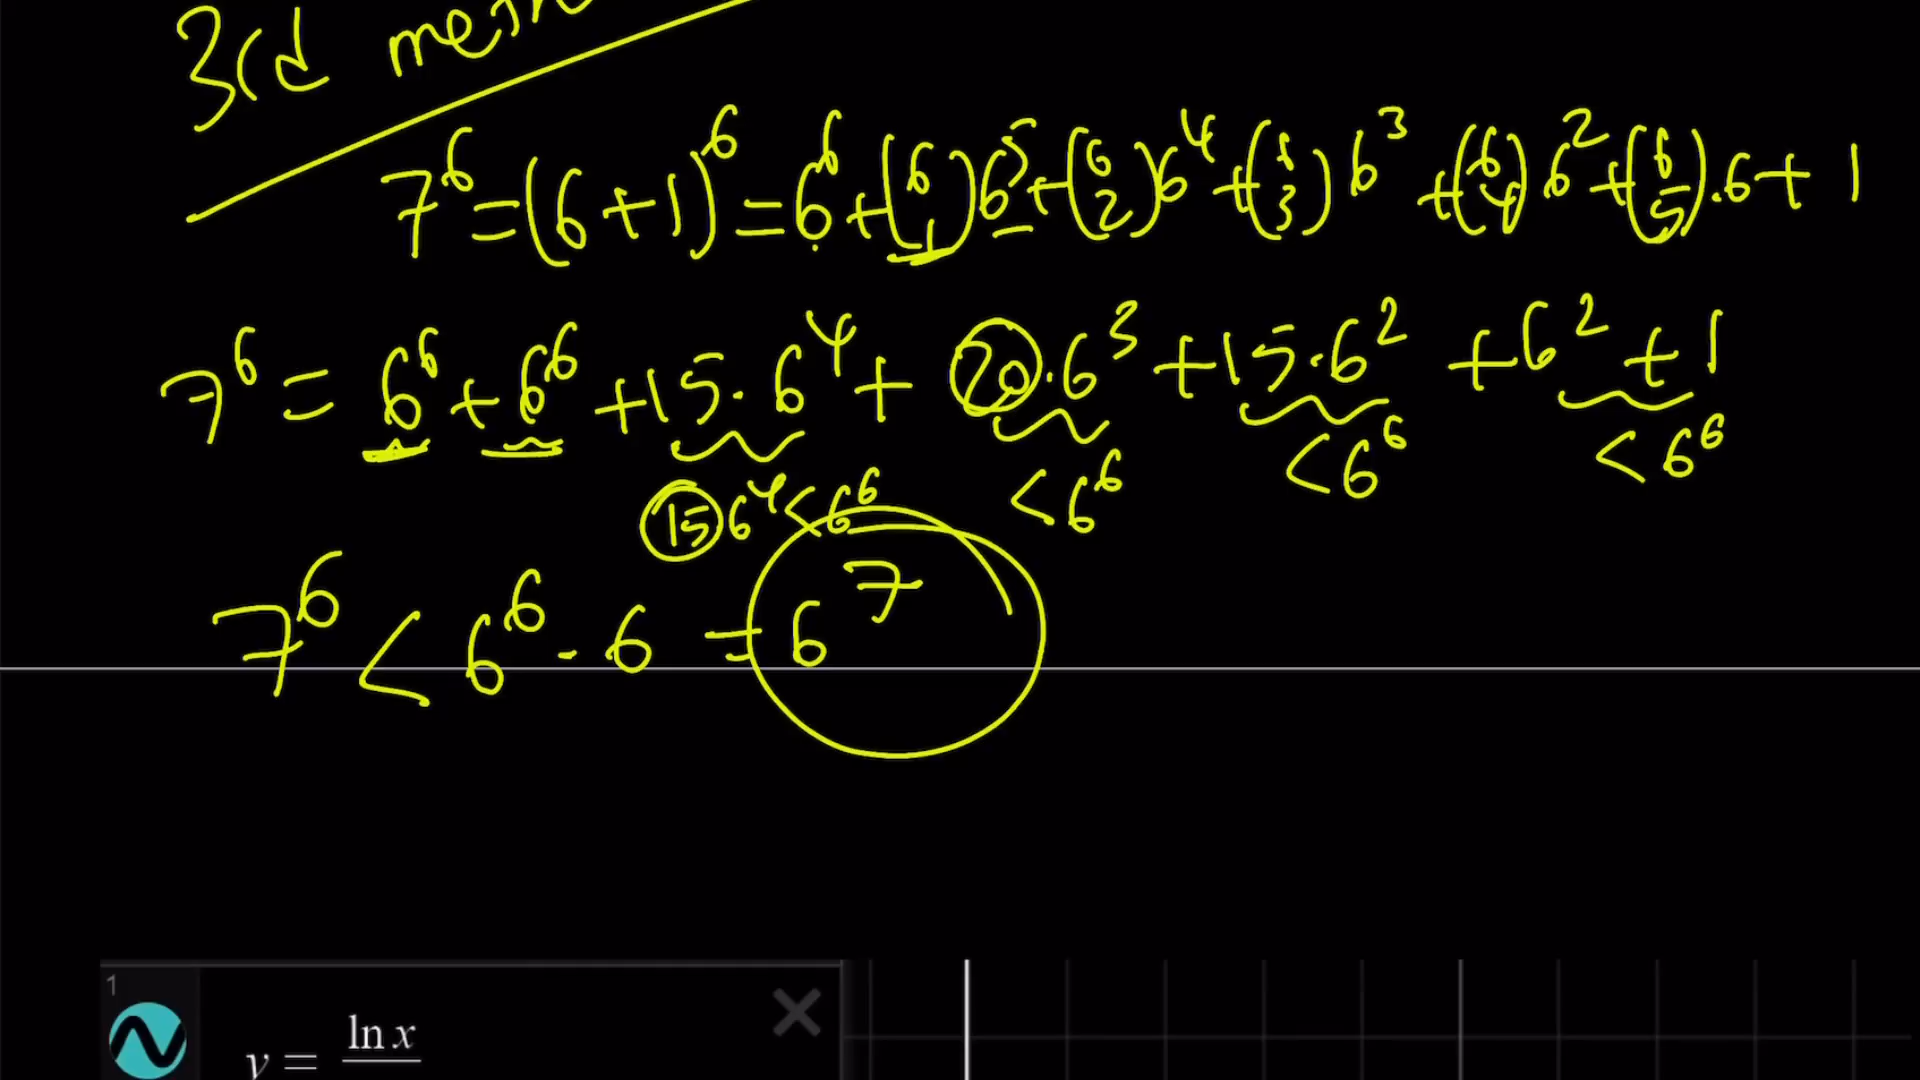 3rd
7^6 = (6+1)^6 = 6^6 + (6 1) 6^5 + (6 2) 6^4 + (6 3) 6^3 + (6 4) 6^2 + (6 5) . 6 + 1
7^6 = 6^6 + 6^6 + 15 . 6^4 + 20 . 6^3 + 15 . 6^2 + 6^2 + 1
15 6^4 < 6^6 < 6^6 < 6^6 < 6^6
7^6 < 6^6 . 6 = 6^7
1
y = ln x